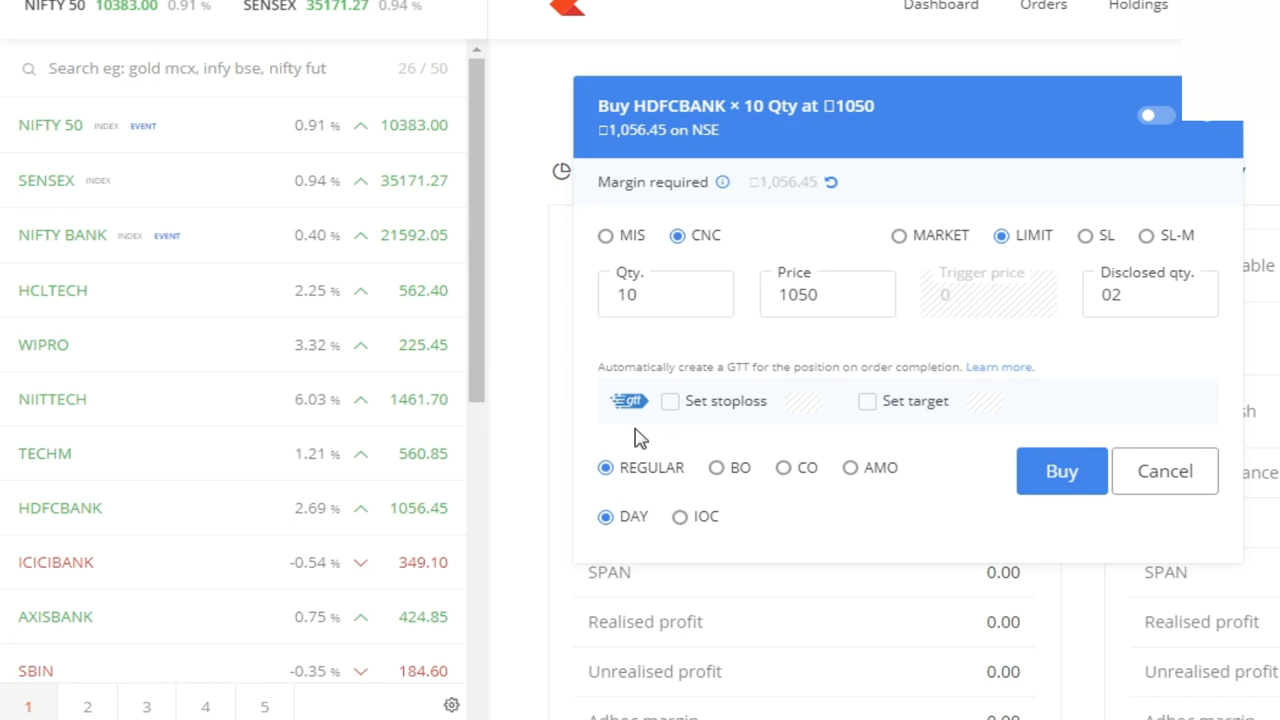 NIFTY 50 10383.00 0.91 % SENSEX 35171.27 0.94 %
Dashboard Orders Holdings
Search eg: gold mcx, infy bse, nifty fut 26 / 50
NIFTY 50 INDEX EVENT 0.91 % 10383.00
SENSEX INDEX 0.94 % 35171.27
NIFTY BANK INDEX EVENT 0.40 % 21592.05
HCLTECH 2.25 % 562.40
WIPRO 3.32 % 225.45
NIITTECH 6.03 % 1461.70
TECHM 1.21 % 560.85
HDFCBANK 2.69 % 1056.45
ICICIBANK -0.54 % 349.10
AXISBANK 0.75 % 424.85
SBIN -0.35 % 184.60
1 2 3 4 5
Buy HDFCBANK × 10 Qty at □1050
□1,056.45 on NSE
Margin required □1,056.45
MIS CNC MARKET LIMIT SL SL-M
Qty. Price Trigger price Disclosed qty.
10 1050 0 02
Automatically create a GTT for the position on order completion. Learn more.
gtt Set stoploss Set target
REGULAR BO CO AMO Buy Cancel
DAY IOC
SPAN 0.00 SPAN
Realised profit 0.00 Realised profit
Unrealised profit 0.00 Unrealised profit
Adhoc margin 0.00 Adhoc margin